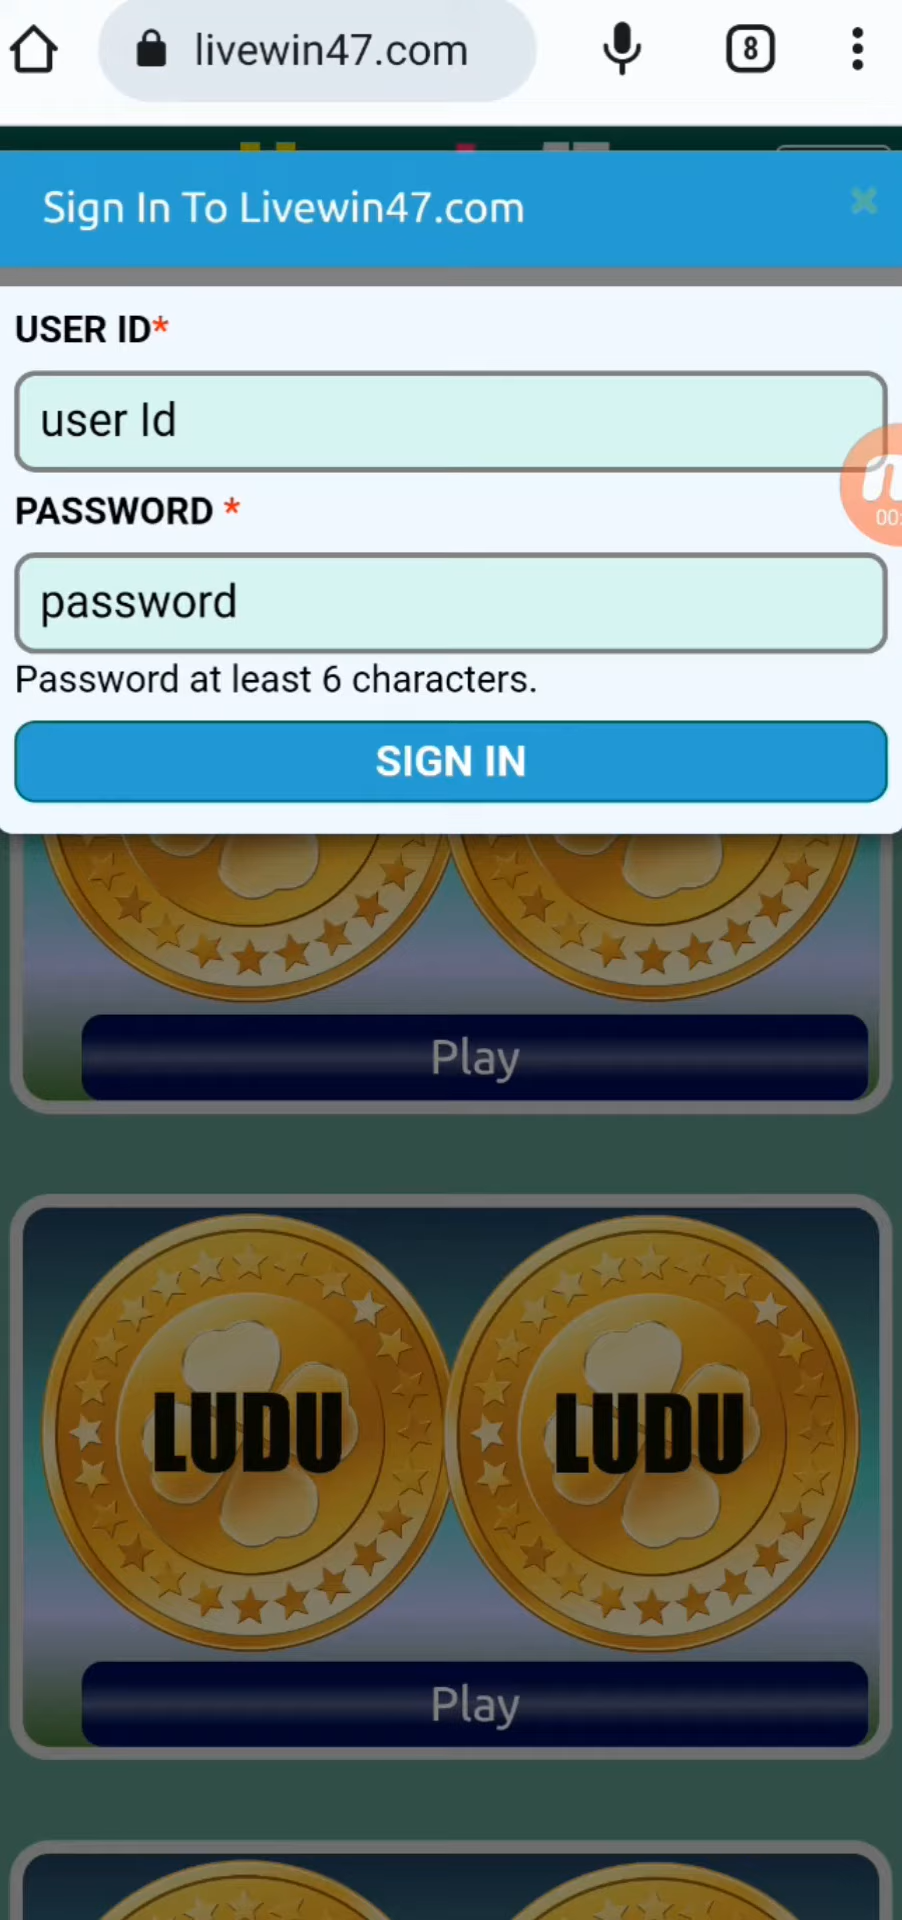 livewin47.com
8
Sign In To Livewin47.com
×
USER ID*
user Id
00:
PASSWORD *
password
Password at least 6 characters.
SIGN IN
Play
LUDU LUDU
Play